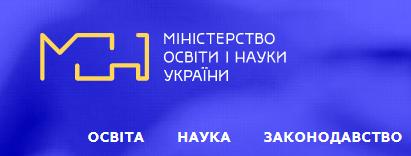 МІНІСТЕРСТВО
ОСВІТИ І НАУКИ
УКРАЇНИ
ОСВІТА НАУКА ЗАКОНОДАВСТВО